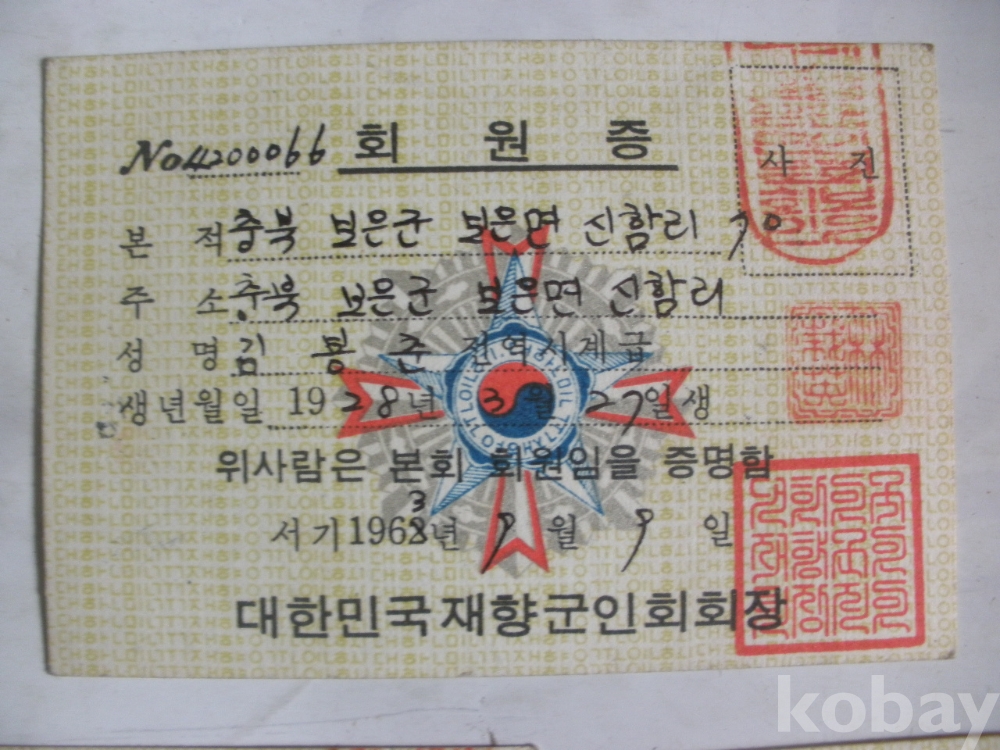 No 4200066 회 원 증
사 진
본 적 충북 보은군 보은면 신함리 90
주 소 충북 보은군 보은면 신함리
성 명 김 봉 준 전역시계급
생년월일 1928년 3월 27일생
위사람은 본회 회원임을 증명함
서기 1963년 9월 9일
대한민국재향군인회회장
kobay